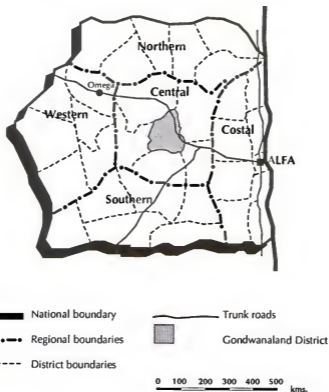 Northern
Omega
Central
Western
Costal
ALFA
Southern
National boundary
Trunk roads
Regional boundaries
Gondwanaland District
District boundaries
0 100 200 300 400 500
kms.